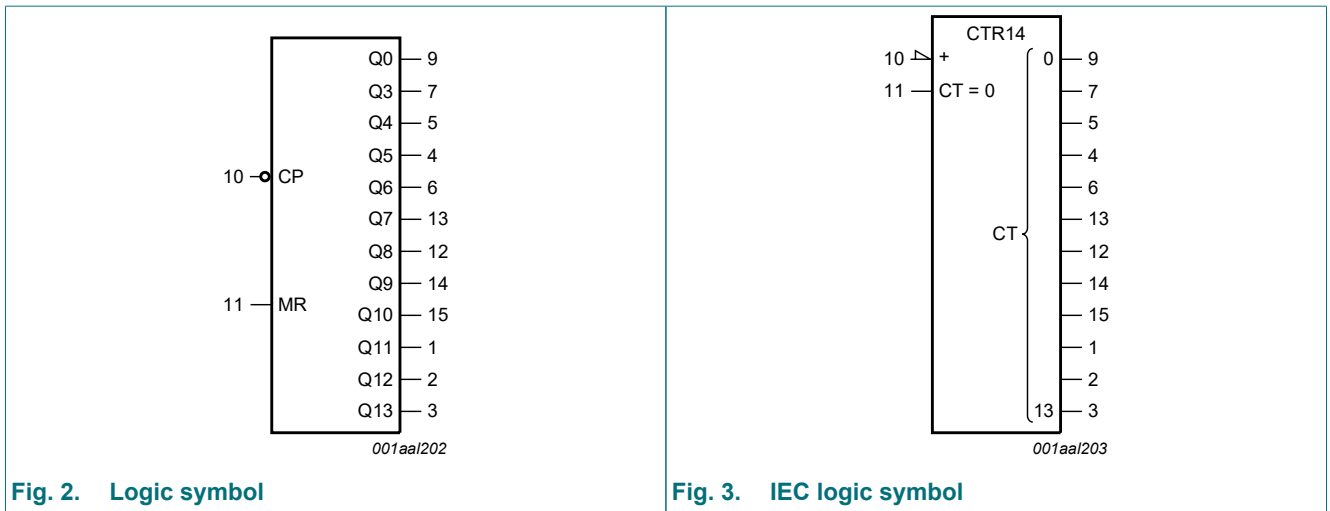 Q0 9
Q3 7
Q4 5
Q5 4
10 CP
Q6 6
Q7 13
Q8 12
Q9 14
11 MR
Q10 15
Q11 1
Q12 2
Q13 3
001aal202
Fig. 2. Logic symbol
CTR14
10 + 0 9
11 CT = 0 7
5
4
6
13
CT
12
14
15
1
2
13 3
001aal203
Fig. 3. IEC logic symbol